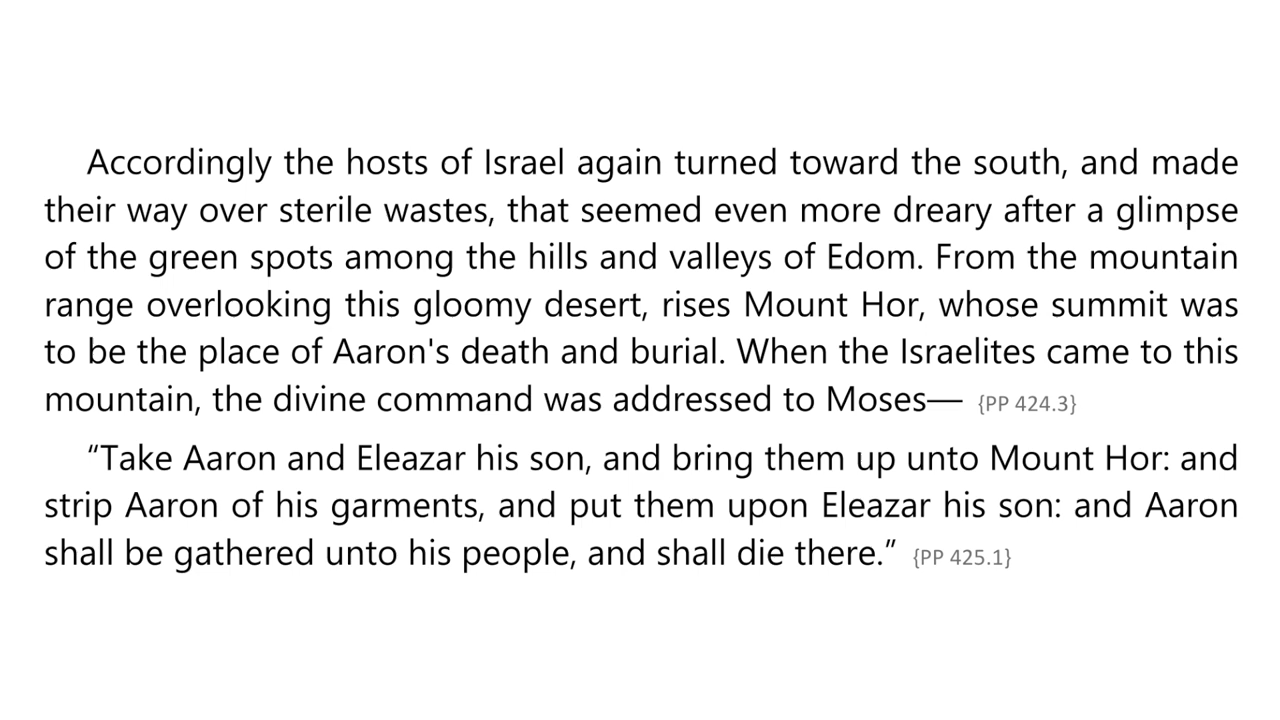 Accordingly the hosts of Israel again turned toward the south, and made
their way over sterile wastes, that seemed even more dreary after a glimpse
of the green spots among the hills and valleys of Edom. From the mountain
range overlooking this gloomy desert, rises Mount Hor, whose summit was
to be the place of Aaron's death and burial. When the Israelites came to this
mountain, the divine command was addressed to Moses— {PP 424.3}
“Take Aaron and Eleazar his son, and bring them up unto Mount Hor: and
strip Aaron of his garments, and put them upon Eleazar his son: and Aaron
shall be gathered unto his people, and shall die there.” {PP 425.1}